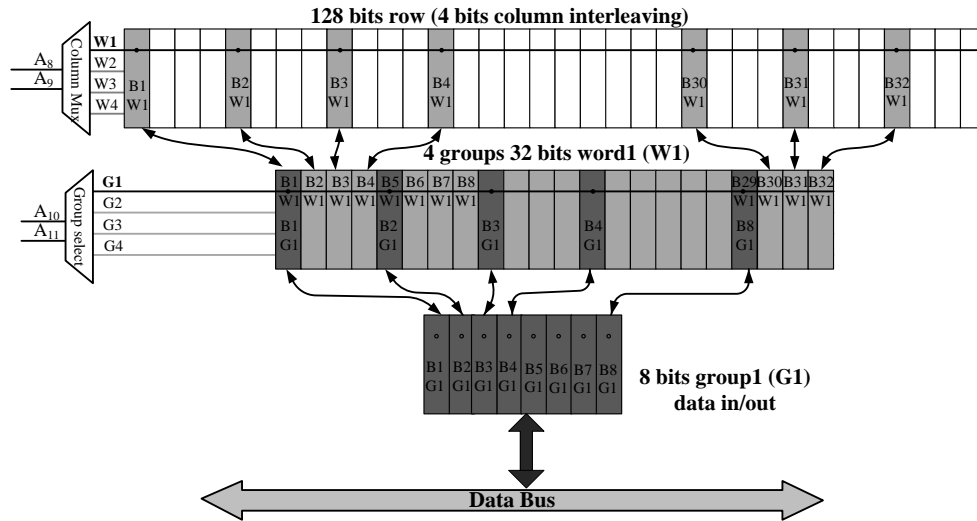 128 bits row (4 bits column interleaving)
A8
A9
Column Mux
W1
W2
W3
W4
B1 B2 B3 B4 B30 B31 B32
W1 W1 W1 W1 W1 W1 W1
4 groups 32 bits word1 (W1)
A10
A11
Group select
G1
G2
G3
G4
B1 B2 B3 B4 B5 B6 B7 B8 B29 B30 B31 B32
W1 W1 W1 W1 W1 W1 W1 W1 W1 W1 W1 W1
B1 B2 B3 B4 B8
G1 G1 G1 G1 G1
B1 B2 B3 B4 B5 B6 B7 B8
G1 G1 G1 G1 G1 G1 G1 G1
8 bits group1 (G1)
data in/out
Data Bus